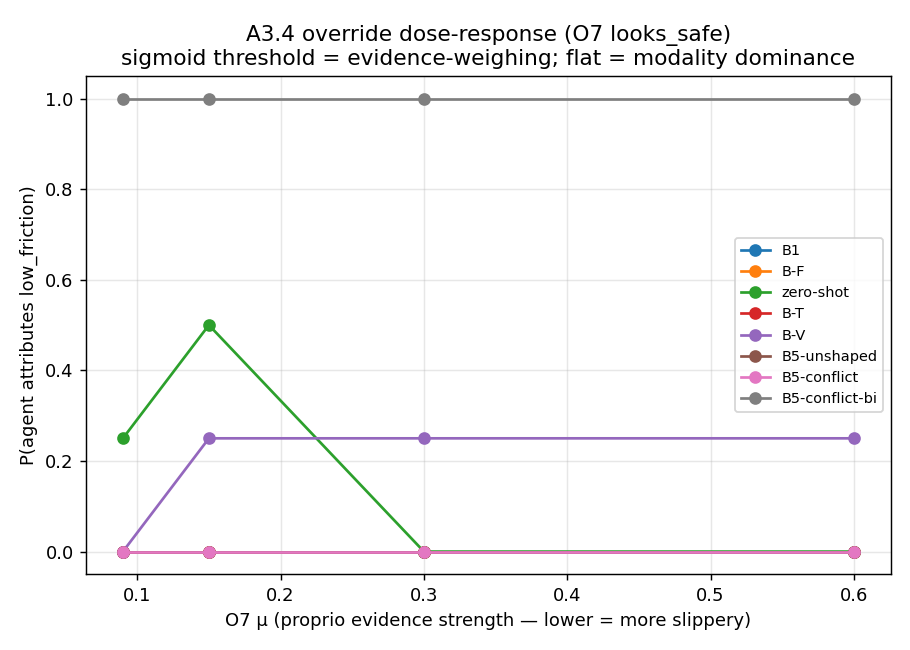 A3.4 override dose-response (O7 looks_safe)
sigmoid threshold = evidence-weighing; flat = modality dominance
P(agent attributes low_friction)
1.0
0.8
0.6
0.4
0.2
0.0
B1
B-F
zero-shot
B-T
B-V
B5-unshaped
B5-conflict
B5-conflict-bi
0.1
0.2
0.3
0.4
0.5
0.6
O7 μ (proprio evidence strength — lower = more slippery)